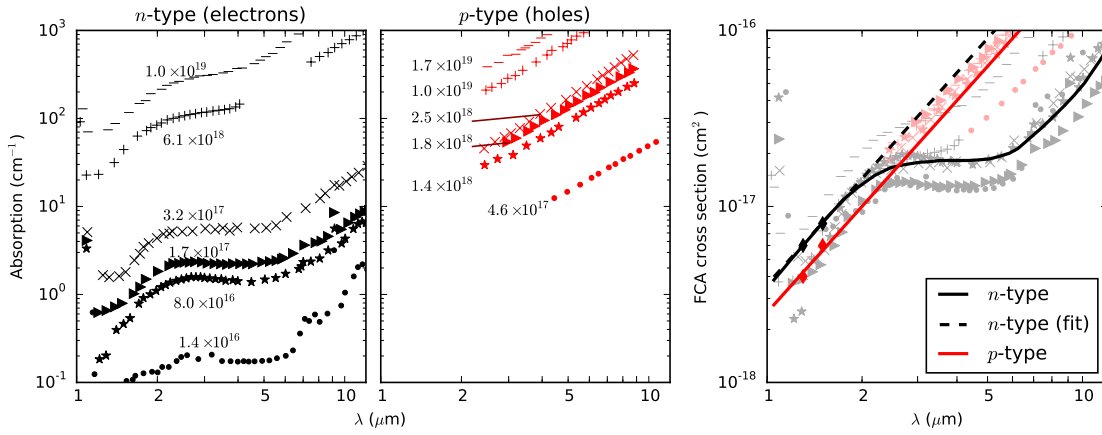 n-type (electrons)
p-type (holes)
Absorption (cm⁻¹)
10³
10²
10¹
10⁰
10⁻¹
1.0 ×10¹⁹
6.1 ×10¹⁸
3.2 ×10¹⁷
1.7 ×10¹⁷
8.0 ×10¹⁶
1.4 ×10¹⁶
1 2 5 10
1.7 ×10¹⁹
1.0 ×10¹⁹
2.5 ×10¹⁸
1.8 ×10¹⁸
1.4 ×10¹⁸
4.6 ×10¹⁷
1 2 5 10
λ (μm)
FCA cross section (cm²)
10⁻¹⁶
10⁻¹⁷
10⁻¹⁸
n-type
n-type (fit)
p-type
1 2 5 10
λ (μm)